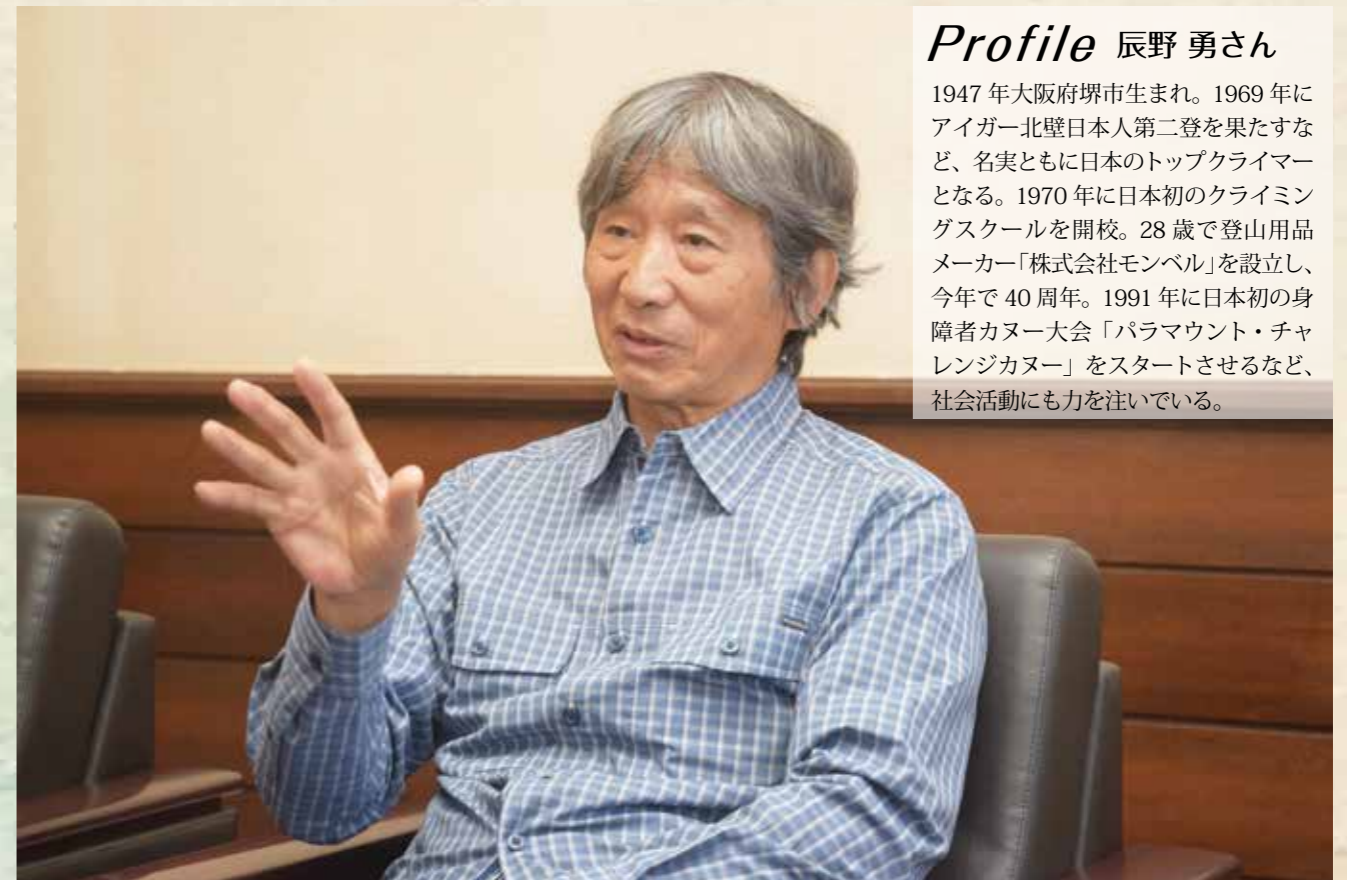 Profile 辰野 勇さん
1947 年大阪府堺市生まれ。1969 年に
アイガー北壁日本人第二登を果たすな
ど、名実ともに日本のトップクライマー
となる。1970 年に日本初のクライミン
グスクールを開校。28 歳で登山用品
メーカー「株式会社モンベル」を設立し、
今年で 40 周年。1991 年に日本初の身
障者カヌー大会「パラマウント・チャ
レンジカヌー」をスタートさせるなど、
社会活動にも力を注いでいる。